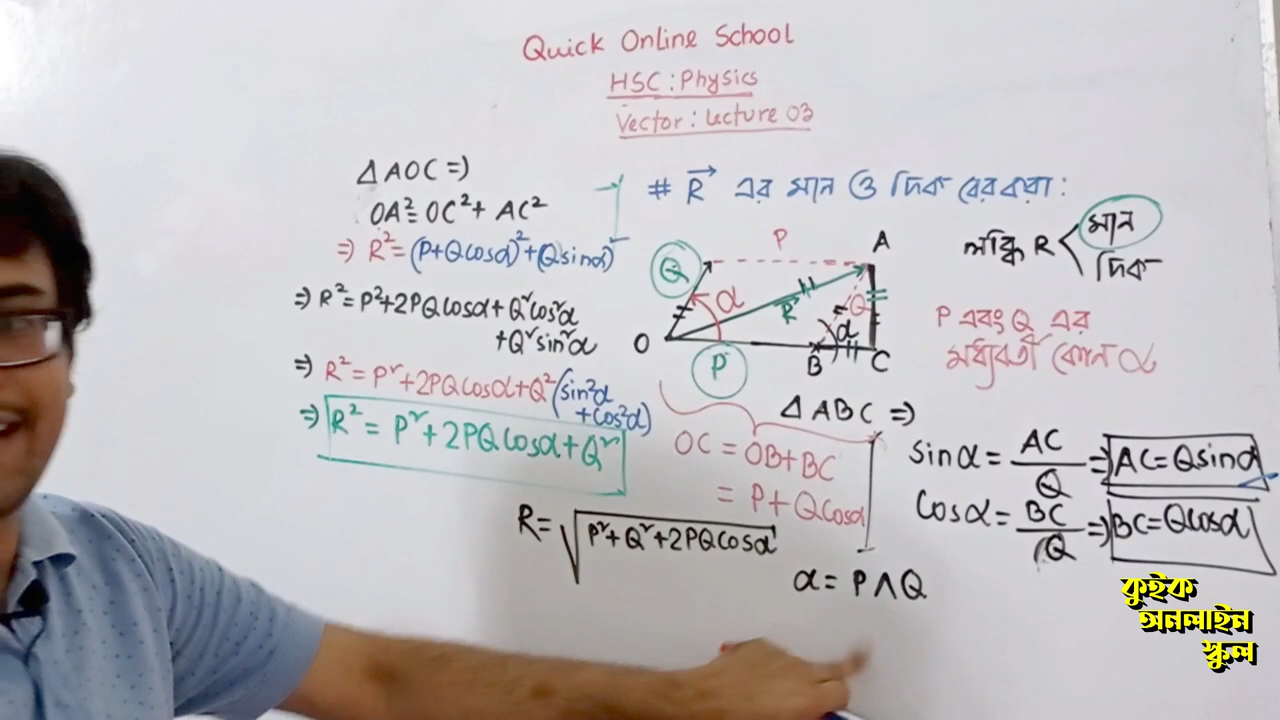 Quick Online School
HSC : Physics
Vector : Lecture 03
# R→ এর মান ও দিক বের করা :
ΔAOC =>
OA² = OC² + AC²
=> R² = (P+Qcosα)² + (Qsinα)²
=> R² = P² + 2PQcosα + Q²cos²α
+ Q²sin²α
=> R² = P² + 2PQcosα + Q² (sin²α
+ cos²α)
=> R² = P² + 2PQcosα + Q²
R = √P² + Q² + 2PQcosα
P
A
Q
α
R→
Q
α
O
P
B
C
লব্ধি R < মান
দিক
P এবং Q এর
মধ্যবর্তী কোন α
ΔABC =>
OC = OB + BC
= P + Qcosα
sinα = AC/Q => AC = Qsinα
cosα = BC/Q => BC = Qcosα
α = P ∧ Q
কুইক
অনলাইন
স্কুল